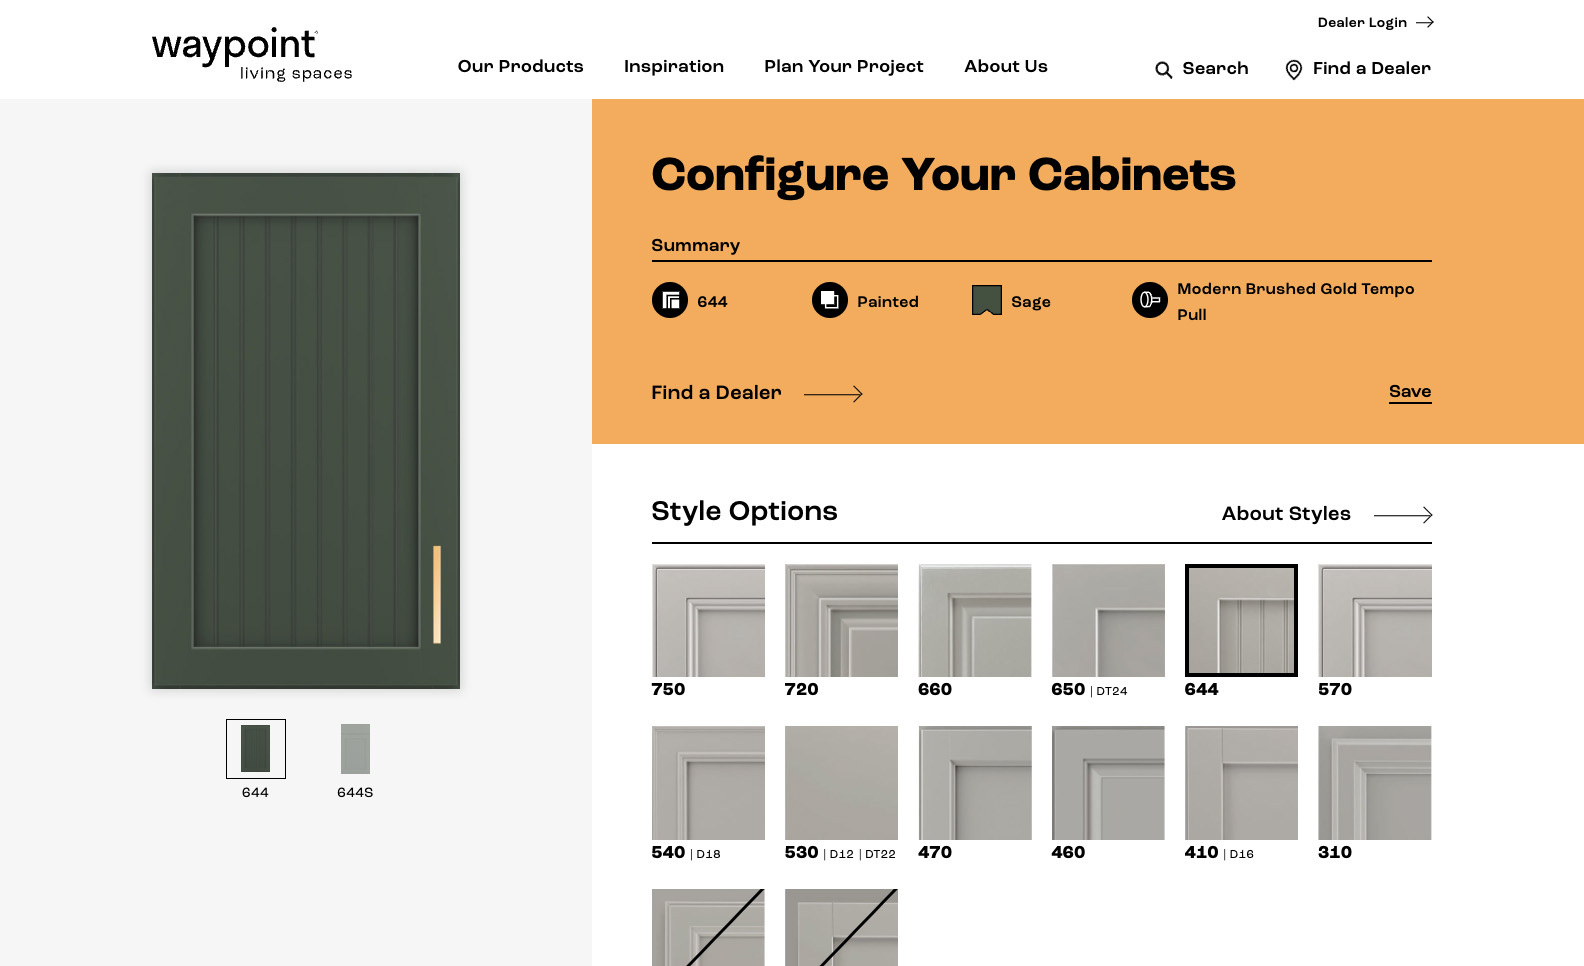 Dealer Login
waypoint
living spaces
Our Products Inspiration Plan Your Project About Us Search Find a Dealer
Configure Your Cabinets
Summary
644 Painted Sage Modern Brushed Gold Tempo
Pull
Find a Dealer Save
Style Options About Styles
750 720 660 650 | DT24 644 570
644 644S
540 | D18 530 | D12 | DT22 470 460 410 | D16 310